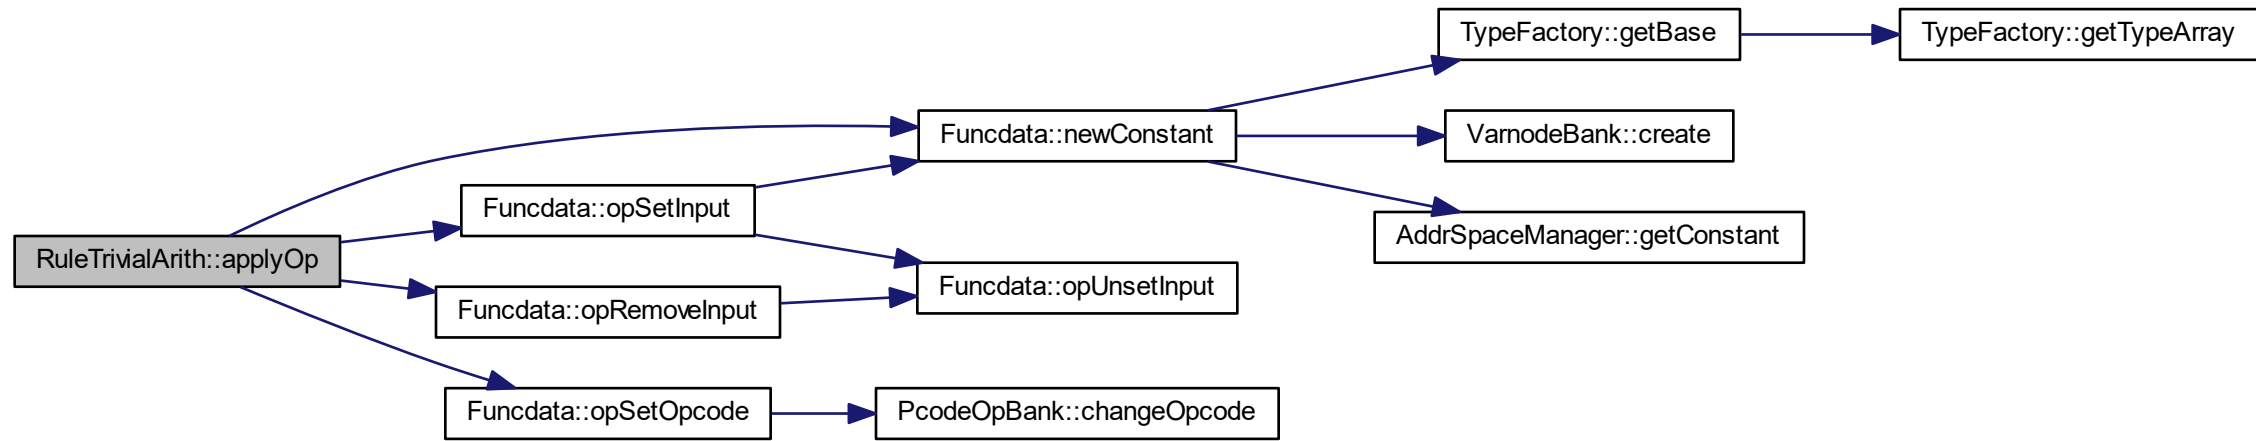 TypeFactory::getBase
TypeFactory::getTypeArray
Funcdata::newConstant
VarnodeBank::create
Funcdata::opSetInput
AddrSpaceManager::getConstant
RuleTrivialArith::applyOp
Funcdata::opUnsetInput
Funcdata::opRemoveInput
Funcdata::opSetOpcode
PcodeOpBank::changeOpcode